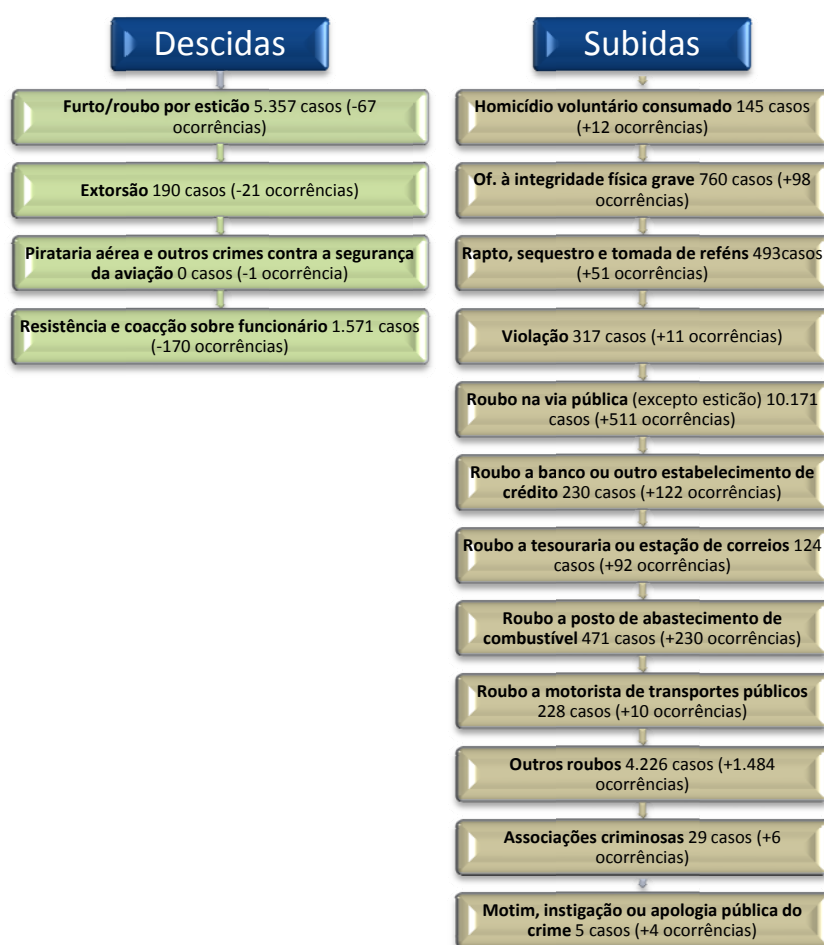 Descidas
Furto/roubo por esticão 5.357 casos (-67
ocorrências)
Extorsão 190 casos (-21 ocorrências)
Pirataria aérea e outros crimes contra a segurança
da aviação 0 casos (-1 ocorrência)
Resistência e coacção sobre funcionário 1.571 casos
(-170 ocorrências)
Subidas
Homicídio voluntário consumado 145 casos
(+12 ocorrências)
Of. à integridade física grave 760 casos (+98
ocorrências)
Rapto, sequestro e tomada de reféns 493casos
(+51 ocorrências)
Violação 317 casos (+11 ocorrências)
Roubo na via pública (excepto esticão) 10.171
casos (+511 ocorrências)
Roubo a banco ou outro estabelecimento de
crédito 230 casos (+122 ocorrências)
Roubo a tesouraria ou estação de correios 124
casos (+92 ocorrências)
Roubo a posto de abastecimento de
combustível 471 casos (+230 ocorrências)
Roubo a motorista de transportes públicos
228 casos (+10 ocorrências)
Outros roubos 4.226 casos (+1.484
ocorrências)
Associações criminosas 29 casos (+6
ocorrências)
Motim, instigação ou apologia pública do
crime 5 casos (+4 ocorrências)